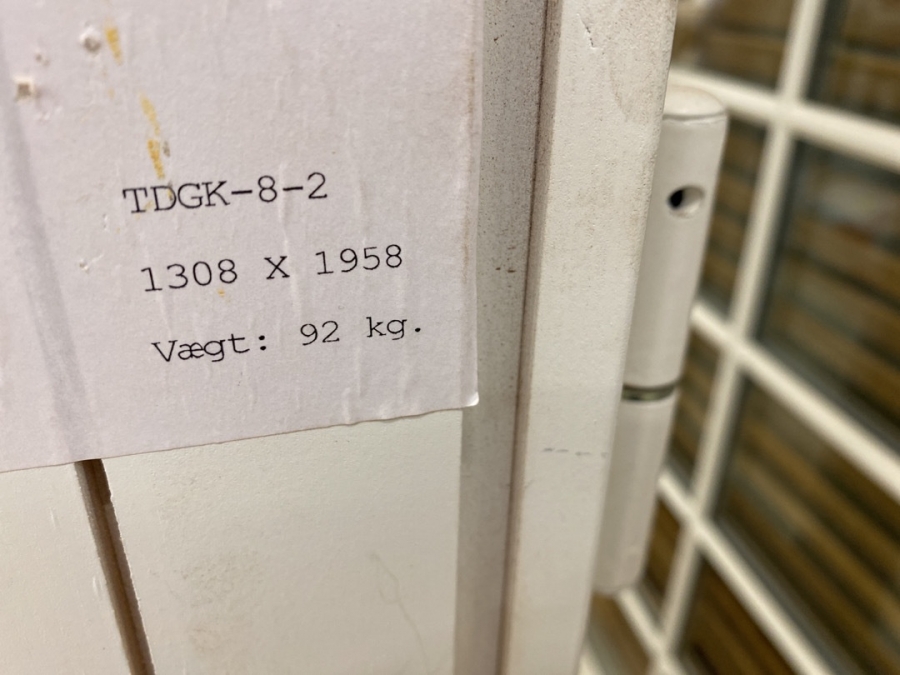 TDGK-8-2
1308 X 1958
Vægt: 92 kg.